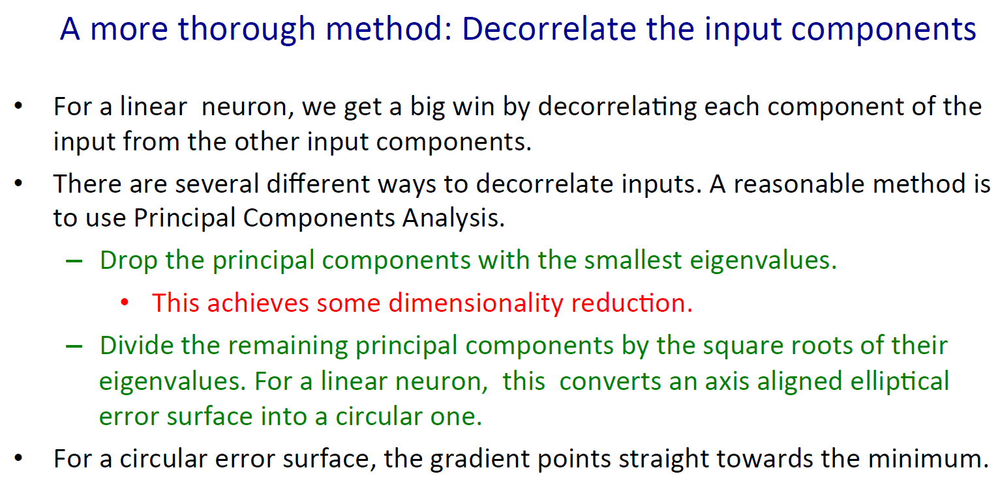 A more thorough method: Decorrelate the input components
• For a linear neuron, we get a big win by decorrelating each component of the
input from the other input components.
• There are several different ways to decorrelate inputs. A reasonable method is
to use Principal Components Analysis.
– Drop the principal components with the smallest eigenvalues.
• This achieves some dimensionality reduction.
– Divide the remaining principal components by the square roots of their
eigenvalues. For a linear neuron, this converts an axis aligned elliptical
error surface into a circular one.
• For a circular error surface, the gradient points straight towards the minimum.